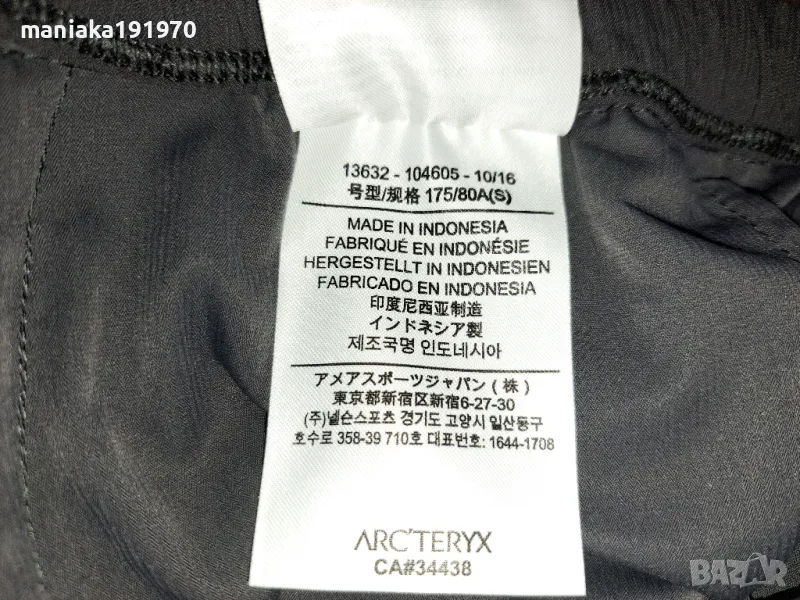 maniaka191970
13632 - 104605 - 10/16
号型/规格 175/80A(S)
MADE IN INDONESIA
FABRIQUÉ EN INDONÉSIE
HERGESTELLT IN INDONESIEN
FABRICADO EN INDONESIA
印度尼西亚制造
インドネシア製
제조국명 인도네시아
アメアスポーツジャパン(株)
東京都新宿区新宿6-27-30
(주)넬슨스포츠 경기도 고양시 일산동구
호수로 358-39 710호 대표번호: 1644-1708
ARC'TERYX
CA#34438
BAZAR
bg